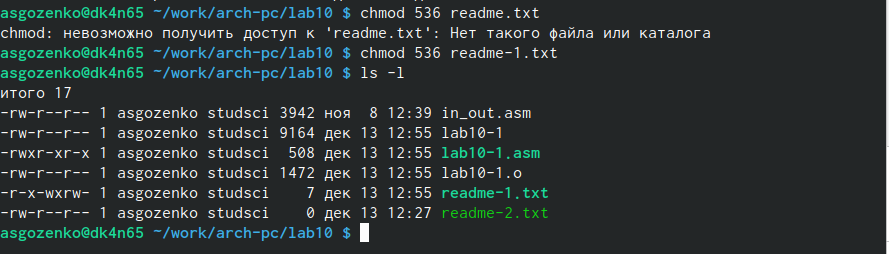 asgozenko@dk4n65 ~/work/arch-pc/lab10 $ chmod 536 readme.txt
chmod: невозможно получить доступ к 'readme.txt': Нет такого файла или каталога
asgozenko@dk4n65 ~/work/arch-pc/lab10 $ chmod 536 readme-1.txt
asgozenko@dk4n65 ~/work/arch-pc/lab10 $ ls -l
итого 17
-rw-r--r-- 1 asgozenko studsci 3942 ноя  8 12:39 in_out.asm
-rw-r--r-- 1 asgozenko studsci 9164 дек 13 12:55 lab10-1
-rwxr-xr-x 1 asgozenko studsci  508 дек 13 12:55 lab10-1.asm
-rw-r--r-- 1 asgozenko studsci 1472 дек 13 12:55 lab10-1.o
-r-x-wxrw- 1 asgozenko studsci    7 дек 13 12:55 readme-1.txt
-rw-r--r-- 1 asgozenko studsci    0 дек 13 12:27 readme-2.txt
asgozenko@dk4n65 ~/work/arch-pc/lab10 $